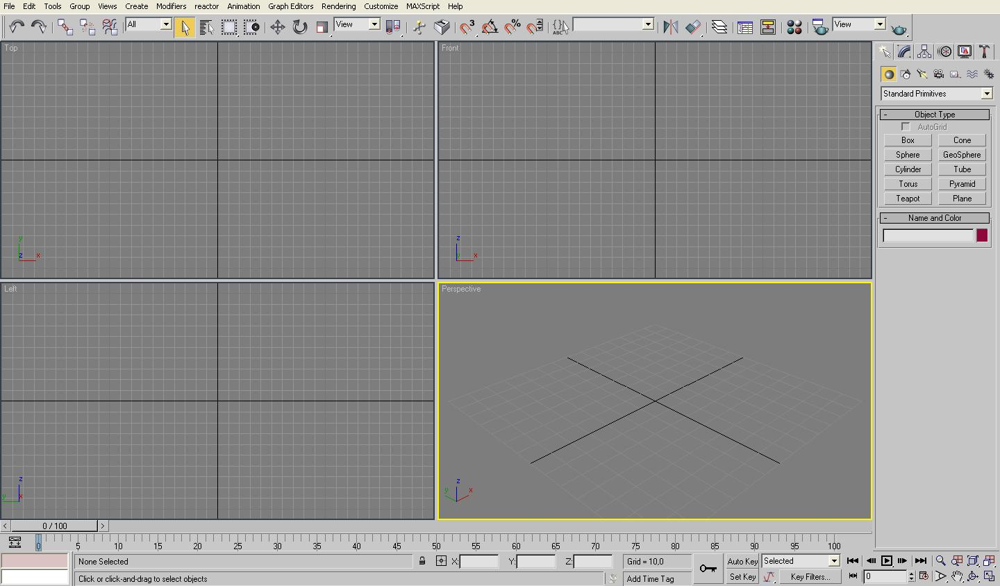 File Edit Tools Group Views Create Modifiers reactor Animation Graph Editors Rendering Customize MAXScript Help
All View 3 % {} ABC View
Top
Front
Standard Primitives
- Object Type
AutoGrid
Box Cone
Sphere GeoSphere
Cylinder Tube
Torus Pyramid
Teapot Plane
- Name and Color
y
z x
z
y x
Left
Perspective
z
y x
z
y x
< 0 / 100 >
0 5 10 15 20 25 30 35 40 45 50 55 60 65 70 75 80 85 90 95 100
None Selected X: Y: Z: Grid = 10,0 Auto Key Selected
Click or click-and-drag to select objects Add Time Tag Set Key Key Filters... 0